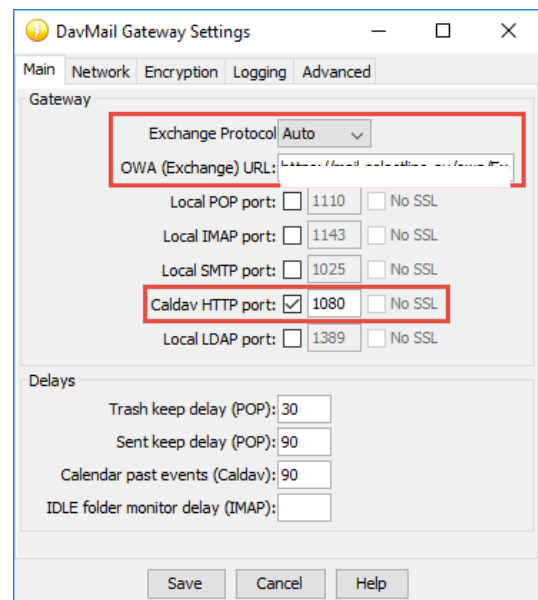 DavMail Gateway Settings
Main Network Encryption Logging Advanced
Gateway
Exchange Protocol Auto
OWA (Exchange) URL:
Local POP port: 1110 No SSL
Local IMAP port: 1143 No SSL
Local SMTP port: 1025 No SSL
Caldav HTTP port: 1080 No SSL
Local LDAP port: 1389 No SSL
Delays
Trash keep delay (POP): 30
Sent keep delay (POP): 90
Calendar past events (Caldav): 90
IDLE folder monitor delay (IMAP):
Save Cancel Help